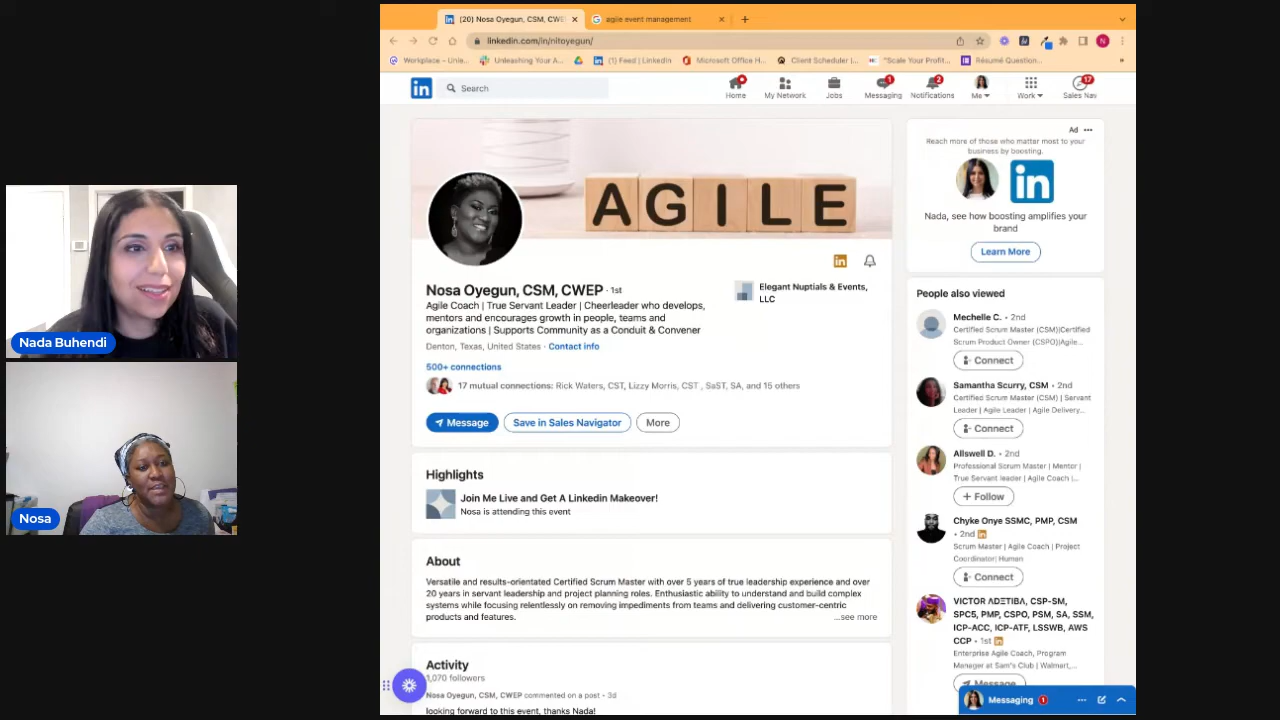 (20) Nosa Oyegun, CSM, CWE
agile event management
linkedin.com/in/nitoyegun/
Workplace - Unle...
Unleashing Your A...
(1) Feed | LinkedIn
Microsoft Office H...
Client Scheduler |...
"Scale Your Profit...
Résumé-Question...
in
Search
Home
My Network
Jobs
1
Messaging
2
Notifications
Me
Work
17
Sales Nav
AGILE
Nosa Oyegun, CSM, CWEP · 1st
Agile Coach | True Servant Leader | Cheerleader who develops,
mentors and encourages growth in people, teams and
organizations | Supports Community as a Conduit & Convener
Elegant Nuptials & Events,
LLC
Denton, Texas, United States · Contact info
500+ connections
17 mutual connections: Rick Waters, CST, Lizzy Morris, CST , SaST, SA, and 15 others
Message
Save in Sales Navigator
More
Highlights
Join Me Live and Get A Linkedin Makeover!
Nosa is attending this event
About
Versatile and results-orientated Certified Scrum Master with over 5 years of true leadership experience and over
20 years in servant leadership and project planning roles. Enthusiastic ability to understand and build complex
systems while focusing relentlessly on removing impediments from teams and delivering customer-centric
products and features.
...see more
Activity
1,070 followers
Nosa Oyegun, CSM, CWEP commented on a post · 3d
looking forward to this event, thanks Nada!
Ad
Reach more of those who matter most to your
business by boosting.
in
Nada, see how boosting amplifies your
brand
Learn More
People also viewed
Mechelle C. · 2nd
Certified Scrum Master (CSM)|Certified
Scrum Product Owner (CSPO)|Agile...
Connect
Samantha Scurry, CSM · 2nd
Certified Scrum Master (CSM) | Servant
Leader | Agile Leader | Agile Delivery...
Connect
Allswell D. · 2nd
Professional Scrum Master | Mentor |
True Servant leader | Agile Coach |...
+ Follow
Chyke Onye SSMC, PMP, CSM
· 2nd
Scrum Master | Agile Coach | Project
Coordinator| Human
Connect
VICTOR ΛDΞTIBΛ, CSP-SM,
SPC5, PMP, CSPO, PSM, SA, SSM,
ICP-ACC, ICP-ATF, LSSWB, AWS
CCP · 1st
Enterprise Agile Coach, Program
Manager at Sam's Club | Walmart,...
Message
Messaging
1
Nada Buhendi
Nosa